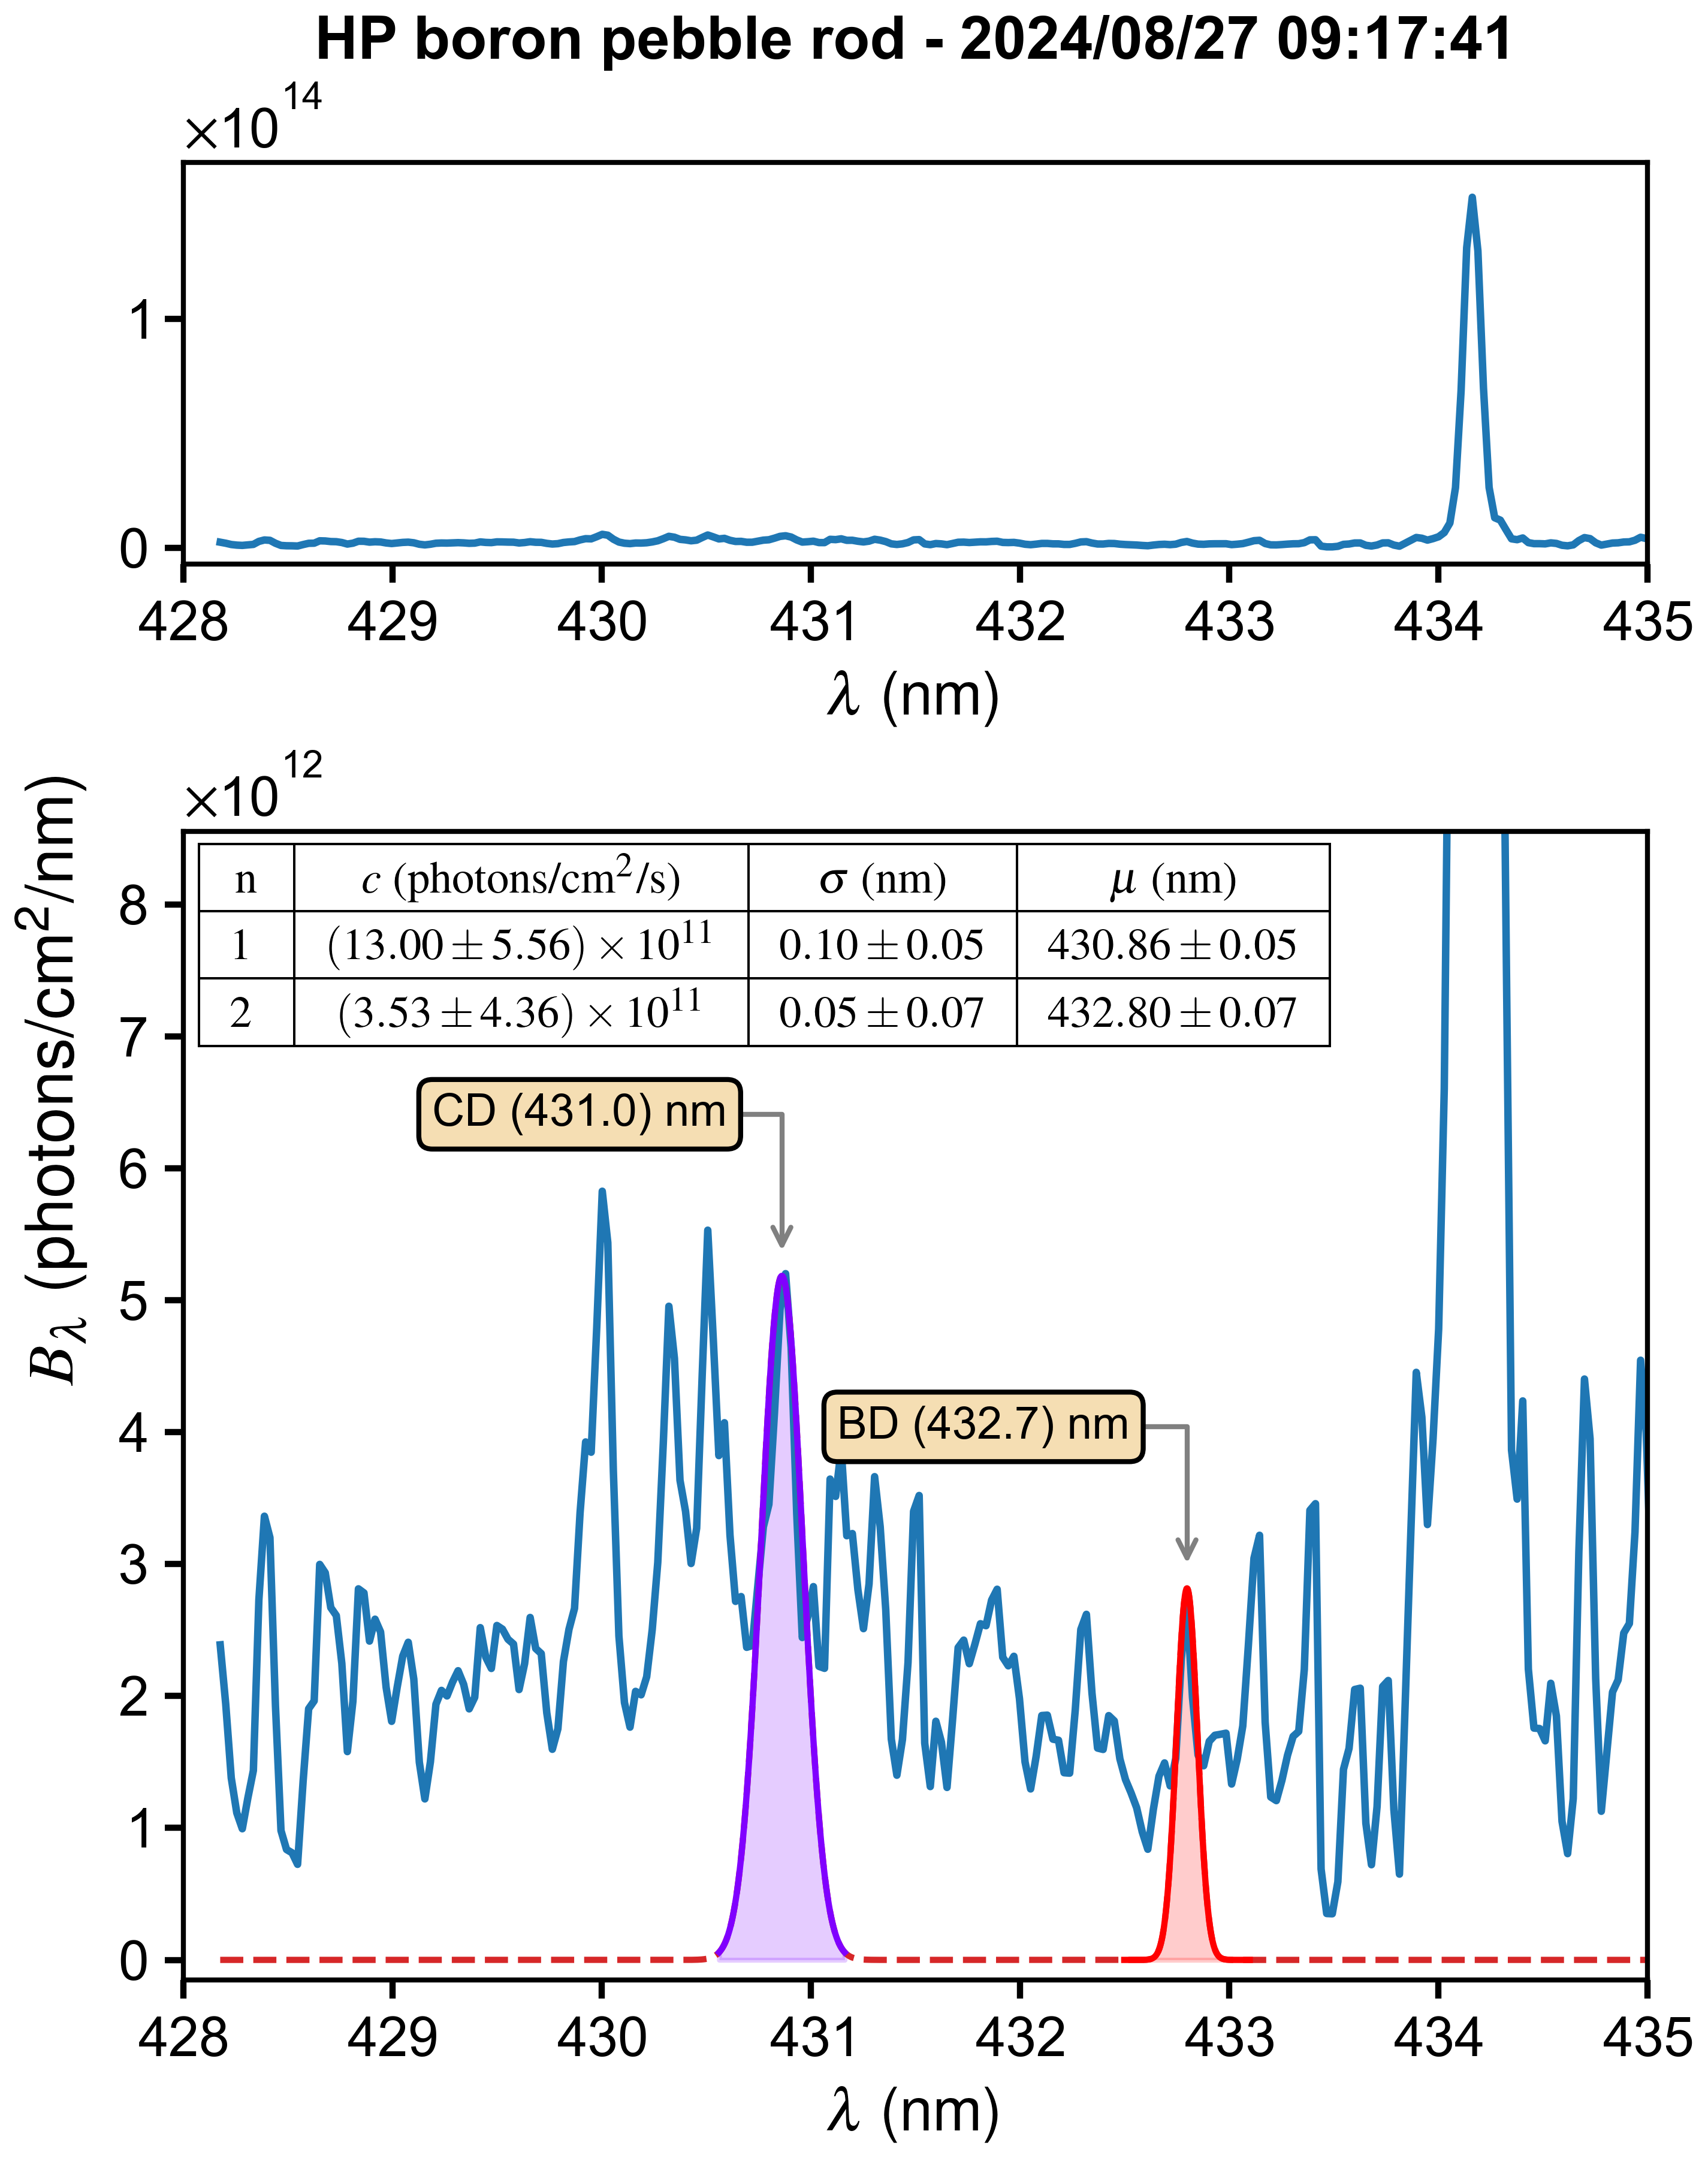 HP boron pebble rod - 2024/08/27 09:17:41
×10^14
1
0
428 429 430 431 432 433 434 435
λ (nm)
×10^12
B_λ (photons/cm²/nm)
n c (photons/cm²/s) σ (nm) μ (nm)
1 (13.00 ± 5.56) × 10^11 0.10 ± 0.05 430.86 ± 0.05
2 (3.53 ± 4.36) × 10^11 0.05 ± 0.07 432.80 ± 0.07
CD (431.0) nm
BD (432.7) nm
8
7
6
5
4
3
2
1
0
428 429 430 431 432 433 434 435
λ (nm)